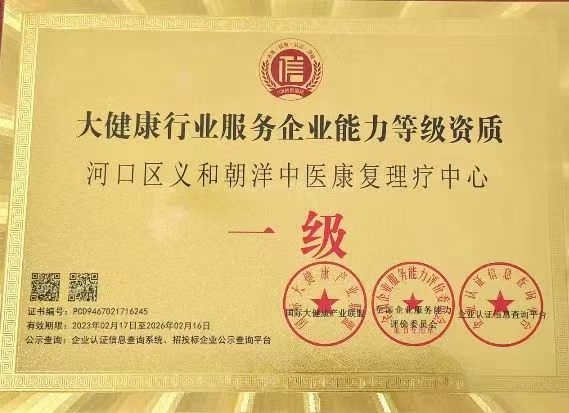 信
大健康行业服务企业能力等级资质
河口区义和朝洋中医康复理疗中心
一级
证书编号： PCD9467021716245
有效期限： 2023年02月17日至2026年02月16日
公示查询： 企业认证信息查询系统、招投标企业公示查询平台
国际大健康产业联盟
全国企业服务能力
评价委员会
企业认证信息查询平台